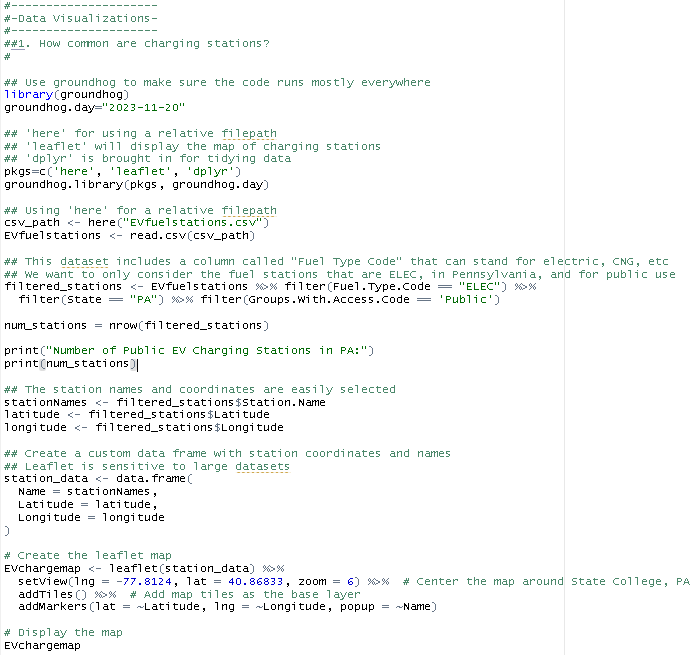 #----------------------
#-Data Visualizations-
#----------------------
##1. How common are charging stations?
#
## Use groundhog to make sure the code runs mostly everywhere
library(groundhog)
groundhog.day="2023-11-20"
## 'here' for using a relative filepath
## 'leaflet' will display the map of charging stations
## 'dplyr' is brought in for tidying data
pkgs=c('here', 'leaflet', 'dplyr')
groundhog.library(pkgs, groundhog.day)
## Using 'here' for a relative filepath
csv_path <- here("EVfuelstations.csv")
EVfuelstations <- read.csv(csv_path)
## This dataset includes a column called "Fuel Type Code" that can stand for electric, CNG, etc
## We want to only consider the fuel stations that are ELEC, in Pennsylvania, and for public use
filtered_stations <- EVfuelstations %>% filter(Fuel.Type.Code == "ELEC") %>%
  filter(State == "PA") %>% filter(Groups.With.Access.Code == 'Public')
num_stations = nrow(filtered_stations)
print("Number of Public EV Charging Stations in PA:")
print(num_stations)
## The station names and coordinates are easily selected
stationNames <- filtered_stations$Station.Name
latitude <- filtered_stations$Latitude
longitude <- filtered_stations$Longitude
## Create a custom data frame with station coordinates and names
## Leaflet is sensitive to large datasets
station_data <- data.frame(
  Name = stationNames,
  Latitude = latitude,
  Longitude = longitude
)
# Create the leaflet map
EVchargemap <- leaflet(station_data) %>%
  setView(lng = -77.8124, lat = 40.86833, zoom = 6) %>%  # Center the map around State College, PA
  addTiles() %>%  # Add map tiles as the base layer
  addMarkers(lat = ~Latitude, lng = ~Longitude, popup = ~Name)
# Display the map
EVchargemap